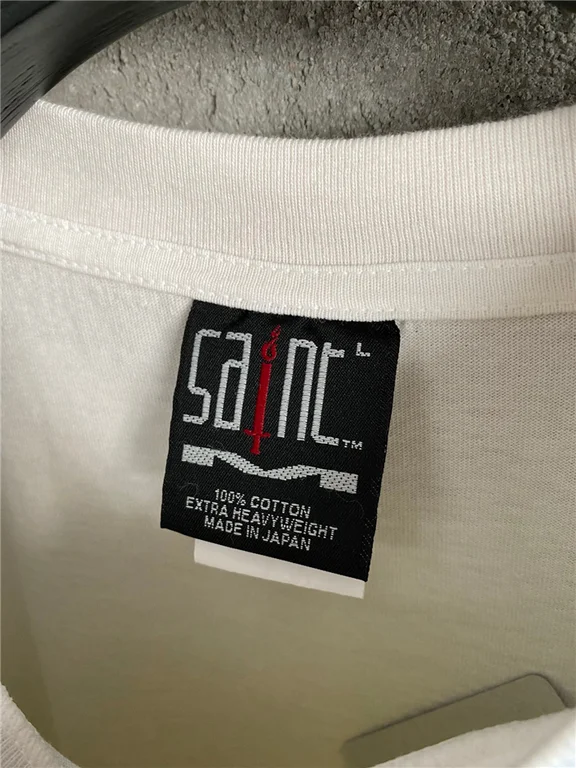 saint L
TM
100% COTTON
EXTRA HEAVYWEIGHT
MADE IN JAPAN